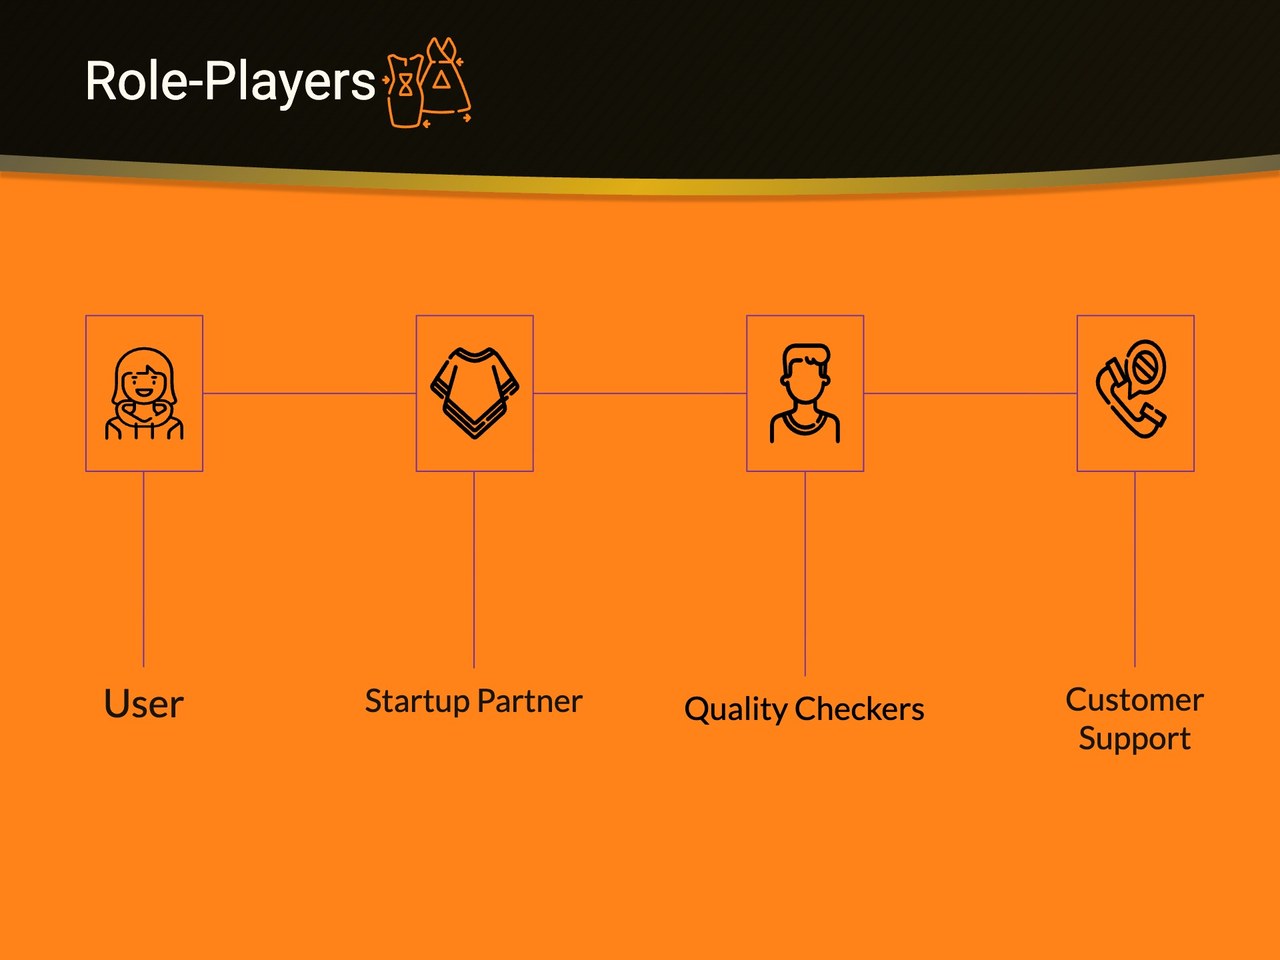 Role-Players
User
Startup Partner
Quality Checkers
Customer
Support